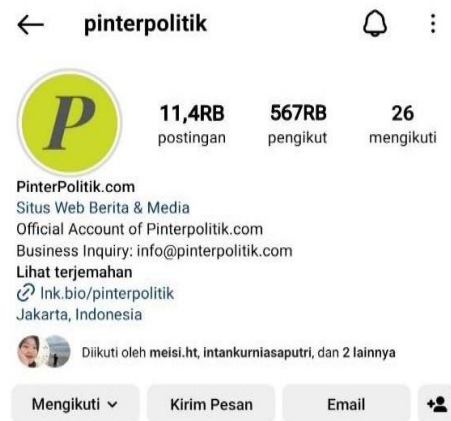 pinterpolitik
P
11,4RB 567RB 26
postingan pengikut mengikuti
PinterPolitik.com
Situs Web Berita & Media
Official Account of Pinterpolitik.com
Business Inquiry: info@pinterpolitik.com
Lihat terjemahan
lnk.bio/pinterpolitik
Jakarta, Indonesia
Diikuti oleh meisi.ht, intankurniasaputri, dan 2 lainnya
Mengikuti Kirim Pesan Email